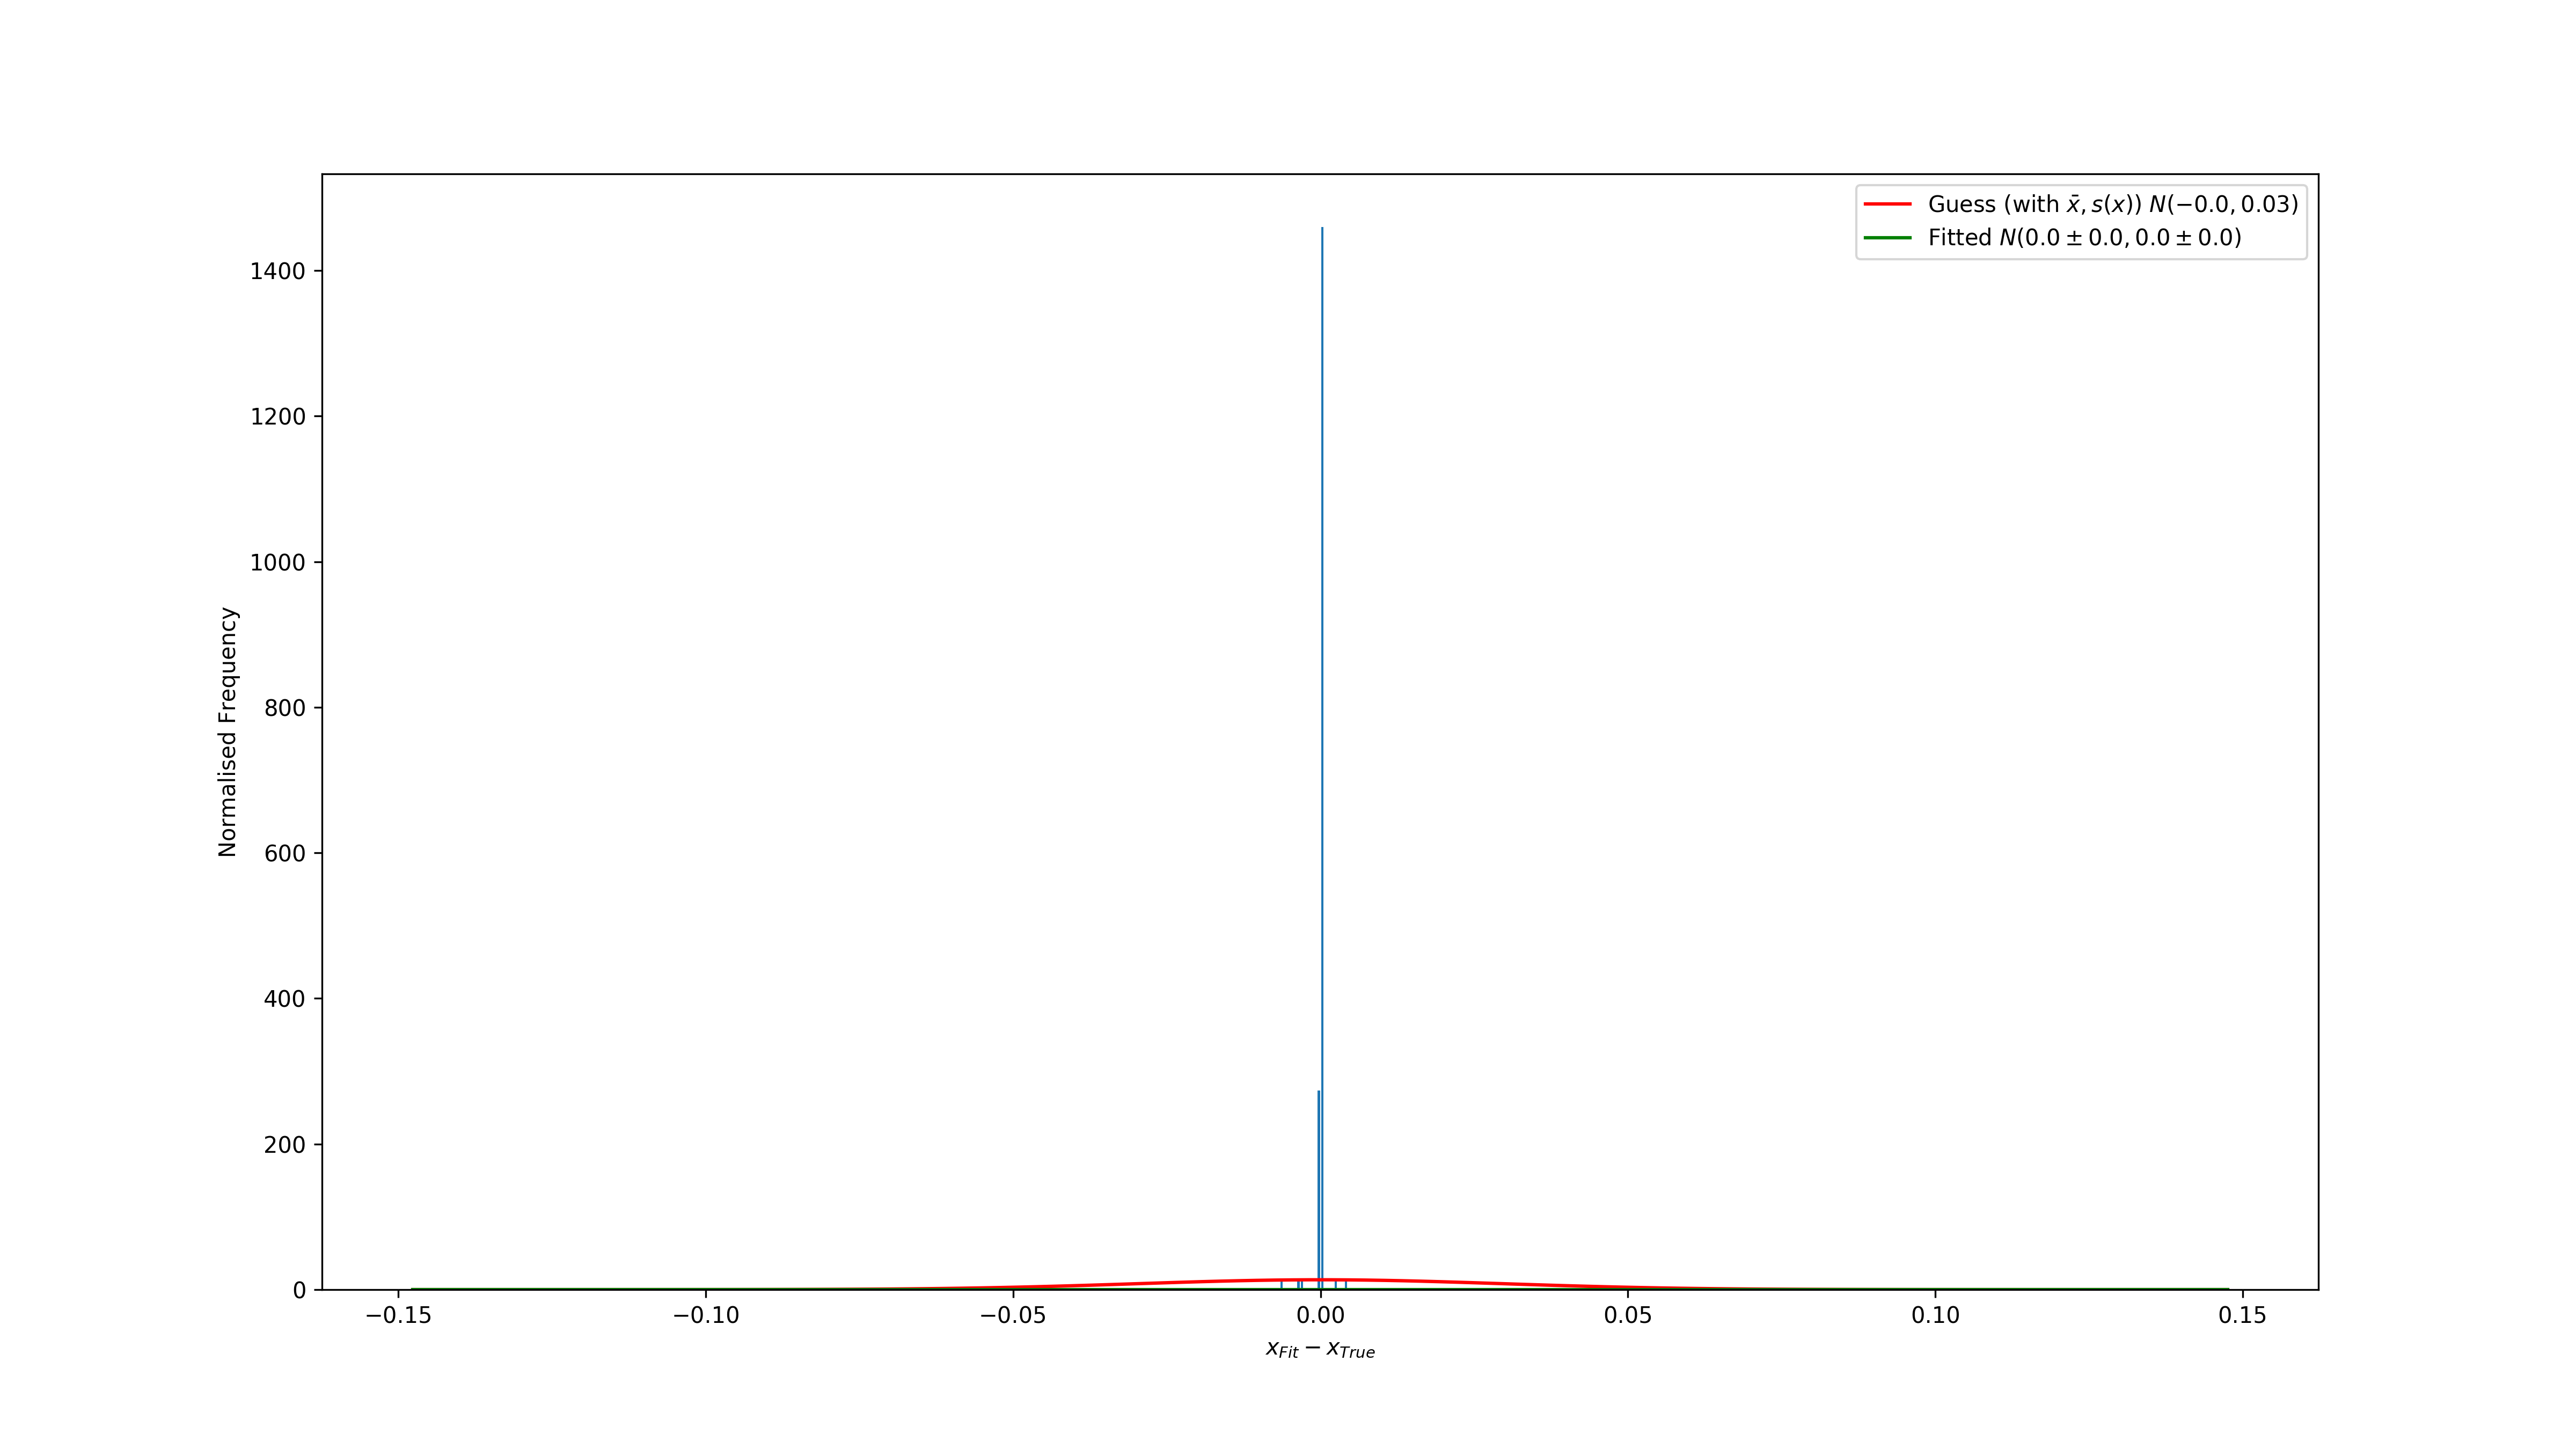 Guess (with x̄, s(x)) N(−0.0, 0.03)
Fitted N(0.0 ± 0.0, 0.0 ± 0.0)
1400
1200
1000
800
600
400
200
0
Normalised Frequency
−0.15 −0.10 −0.05 0.00 0.05 0.10 0.15
xFit − xTrue